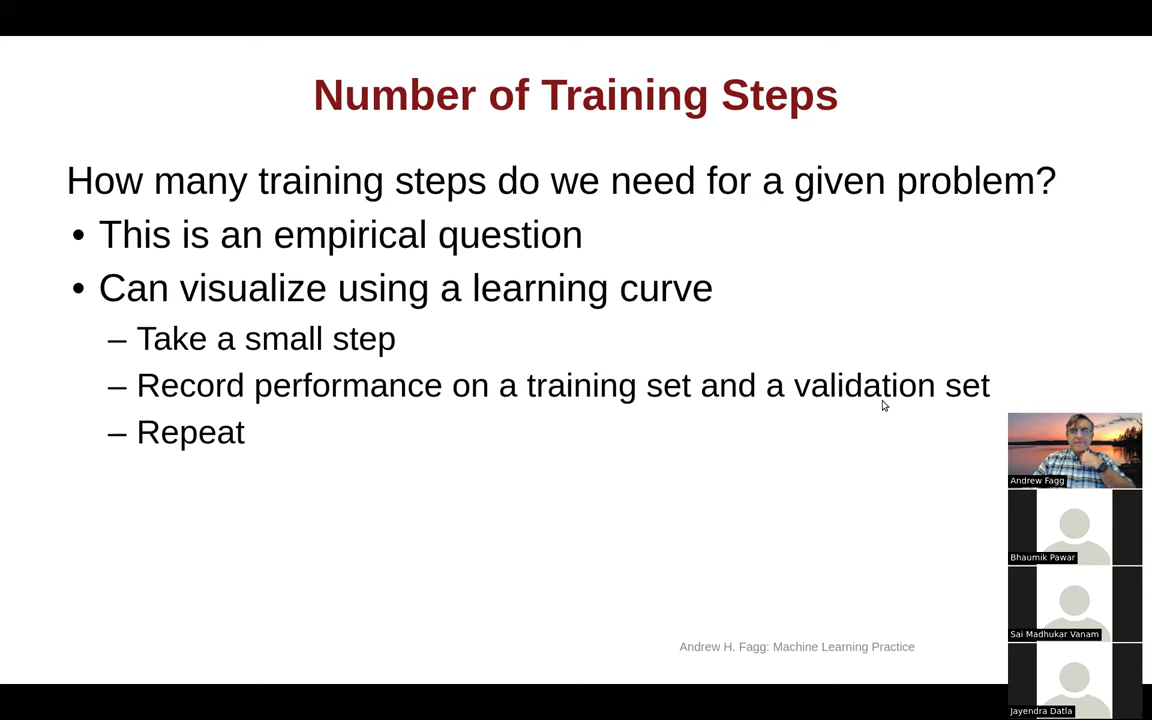 Number of Training Steps
How many training steps do we need for a given problem?
• This is an empirical question
• Can visualize using a learning curve
– Take a small step
– Record performance on a training set and a validation set
– Repeat
Andrew Fagg
Bhaumik Pawar
Sai Madhukar Vanam
Andrew H. Fagg: Machine Learning Practice
Jayendra Datla